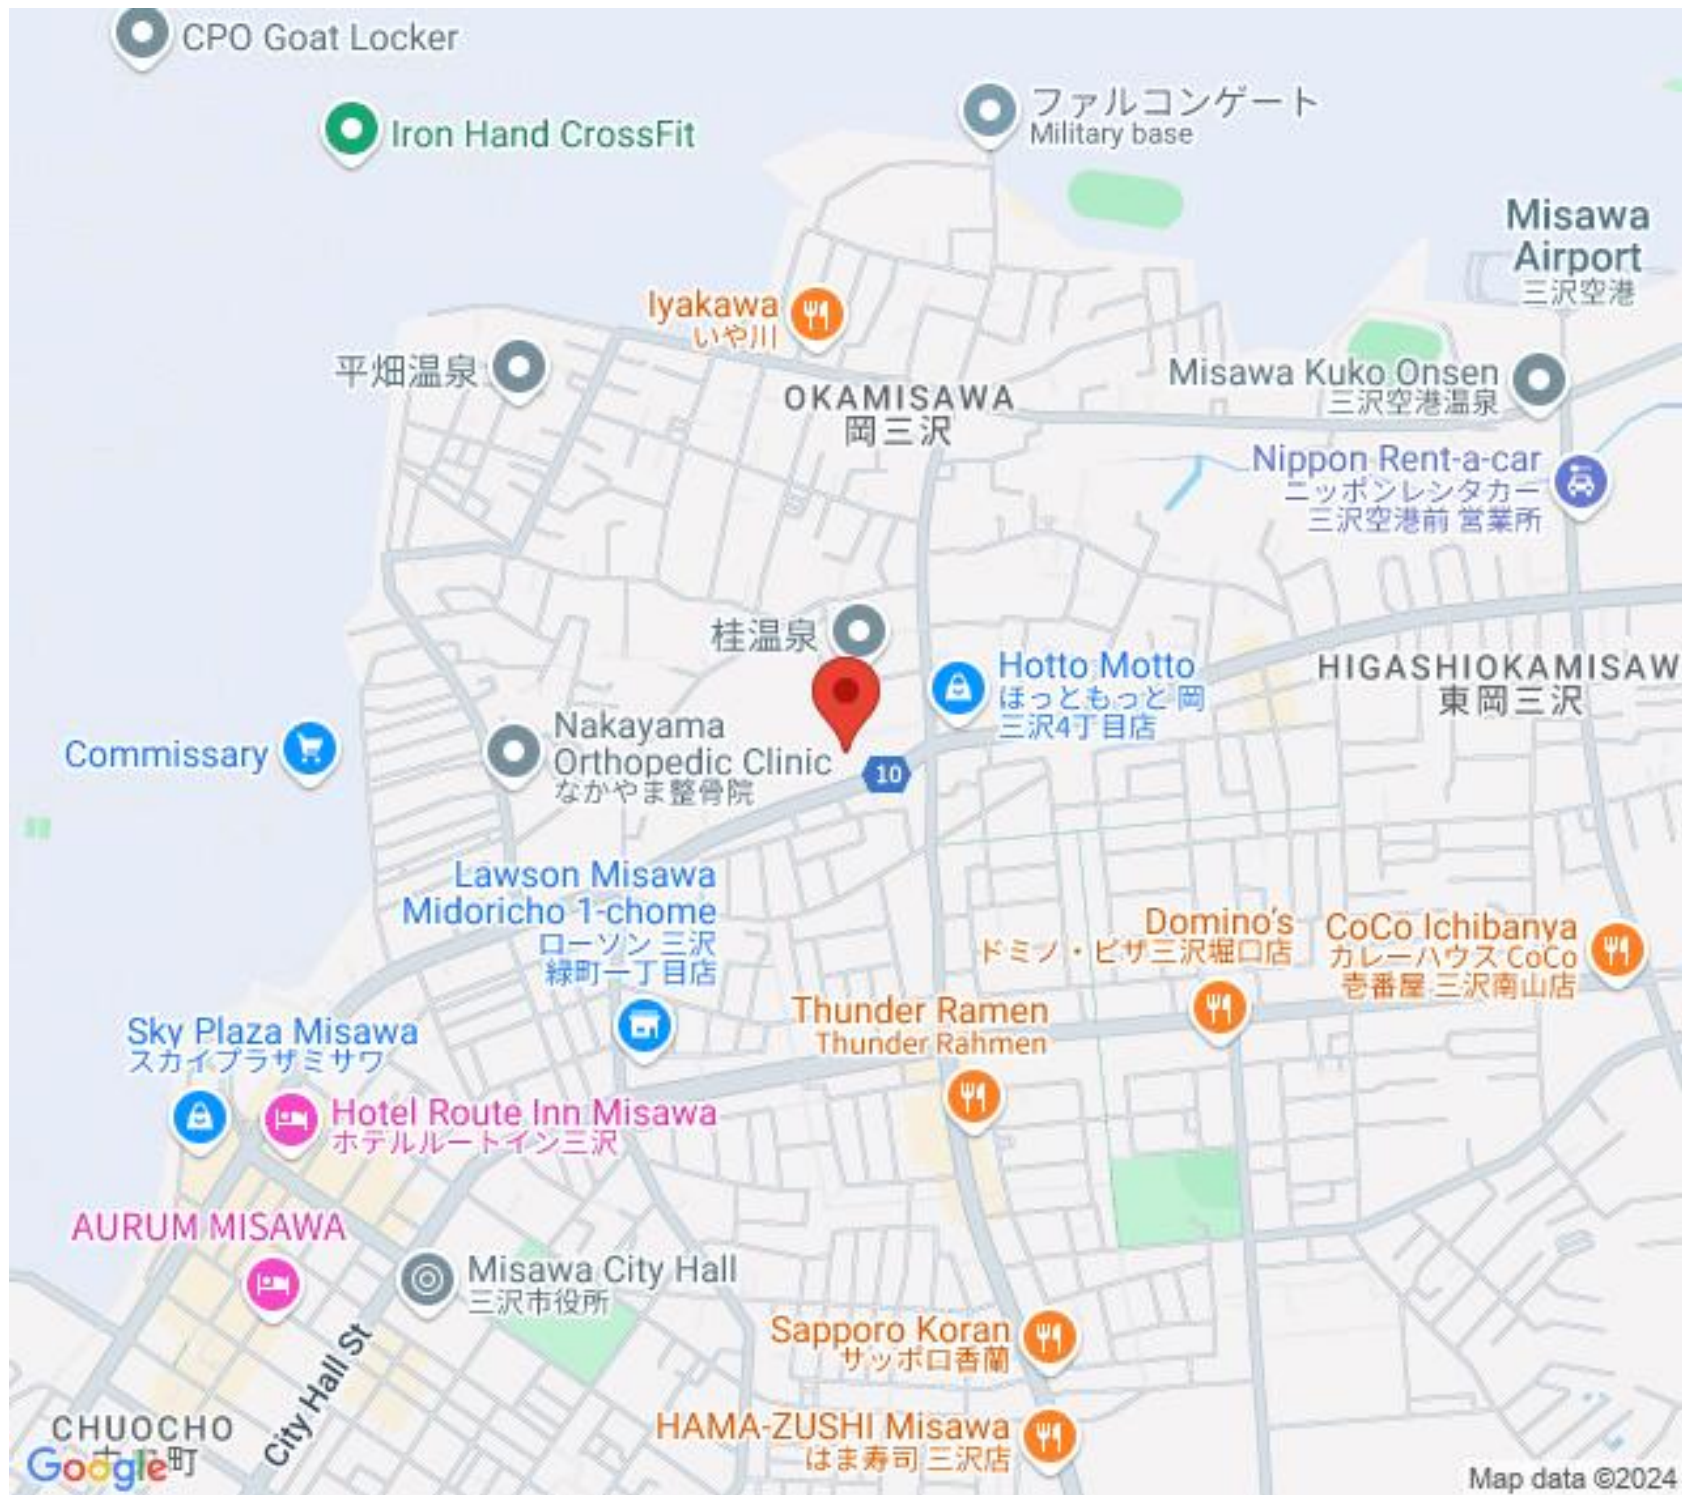 CPO Goat Locker
Iron Hand CrossFit
ファルコンゲート
Military base
Misawa
Airport
三沢空港
Iyakawa
いや川
平畑温泉
OKAMISAWA
岡三沢
Misawa Kuko Onsen
三沢空港温泉
Nippon Rent-a-car
ニッポンレンタカー
三沢空港前 営業所
桂温泉
Hotto Motto
ほっともっと 岡
三沢4丁目店
HIGASHIOKAMISAW
東岡三沢
Commissary
Nakayama
Orthopedic Clinic
なかやま整骨院
10
Lawson Misawa
Midoricho 1-chome
ローソン 三沢
緑町一丁目店
Domino's
ドミノ・ピザ三沢堀口店
CoCo Ichibanya
カレーハウス CoCo
壱番屋 三沢南山店
Thunder Ramen
Thunder Rahmen
Sky Plaza Misawa
スカイプラザミサワ
Hotel Route Inn Misawa
ホテルルートイン三沢
AURUM MISAWA
Misawa City Hall
三沢市役所
Sapporo Koran
サッポロ香蘭
City Hall St
HAMA-ZUSHI Misawa
はま寿司 三沢店
CHUOCHO
町
Google
Map data ©2024